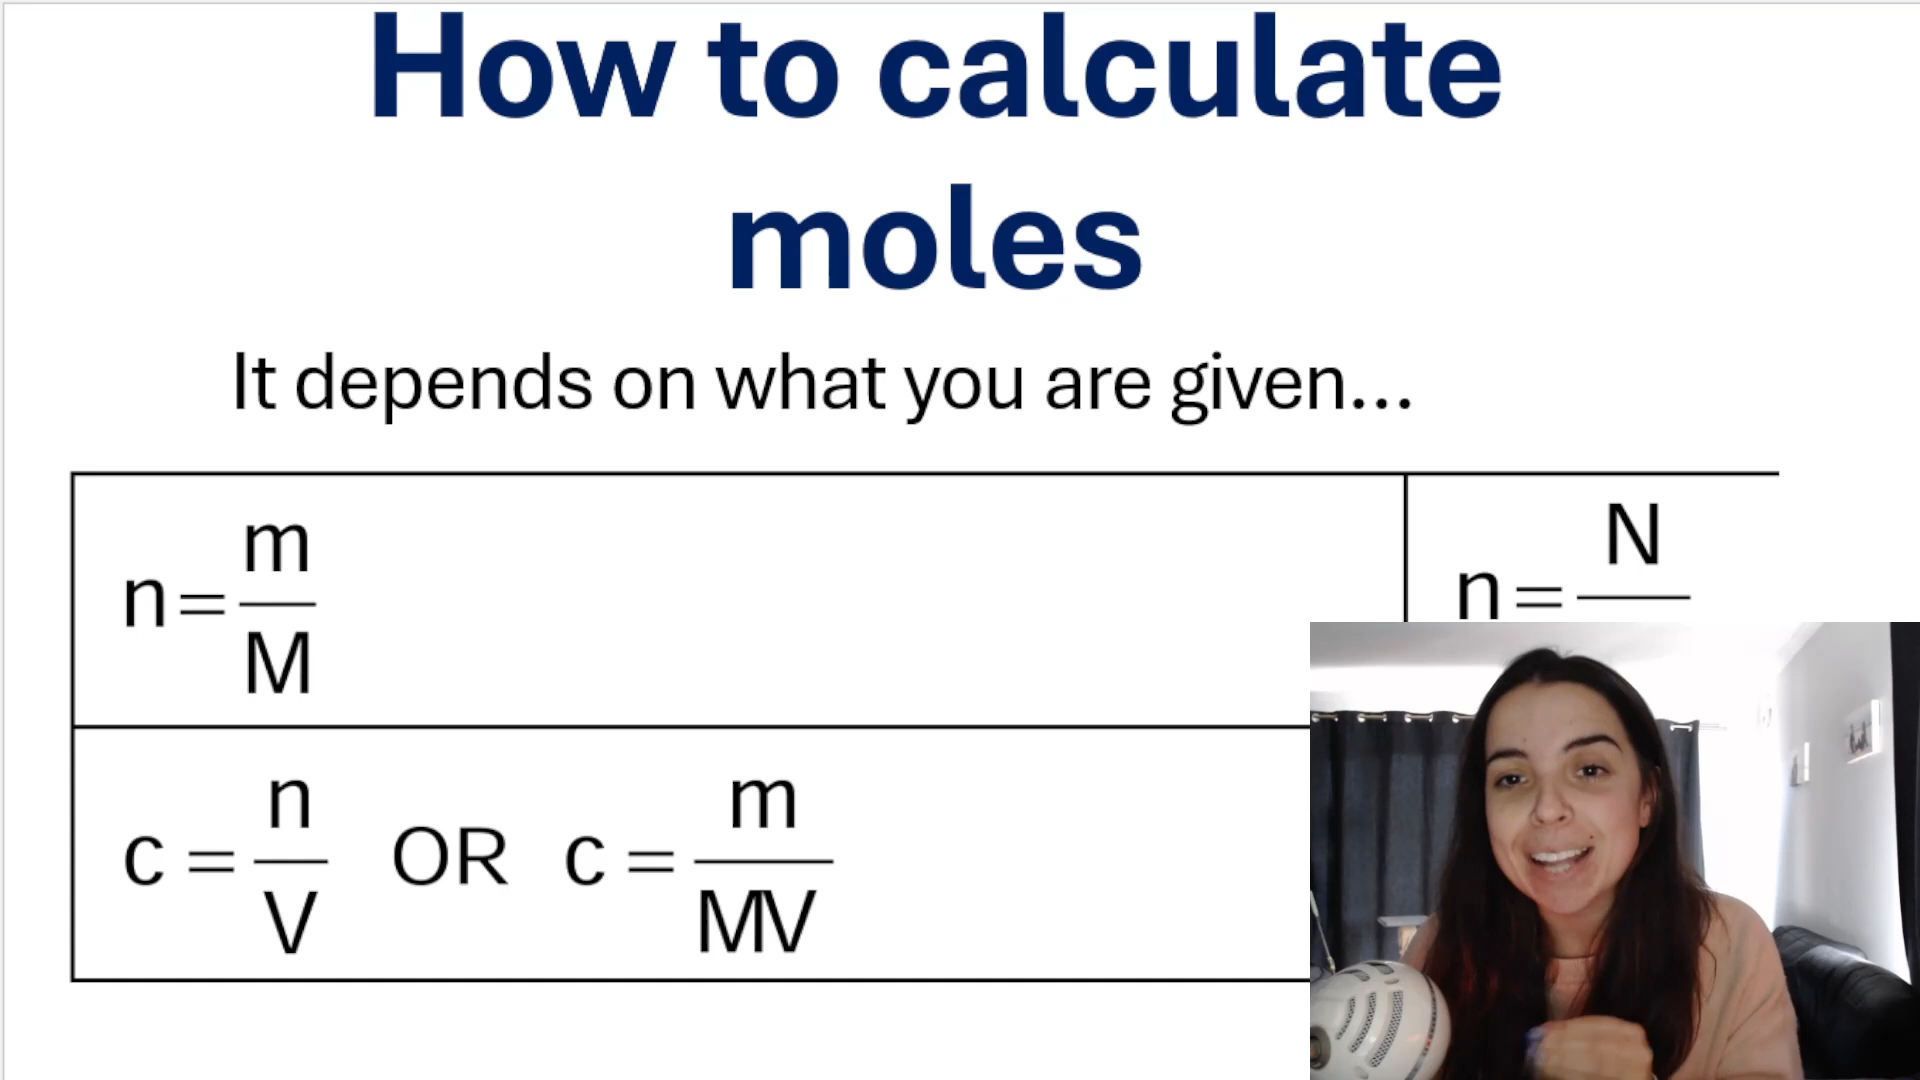 How to calculate
moles
It depends on what you are given...
n = m/M
n = N/
c = n/V OR c = m/MV